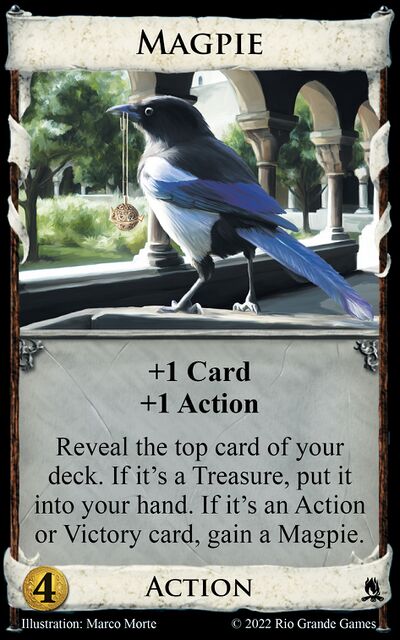 MAGPIE
+1 Card
+1 Action
Reveal the top card of your
deck. If it's a Treasure, put it
into your hand. If it's an Action
or Victory card, gain a Magpie.
4
ACTION
Illustration: Marco Morte
© 2022 Rio Grande Games